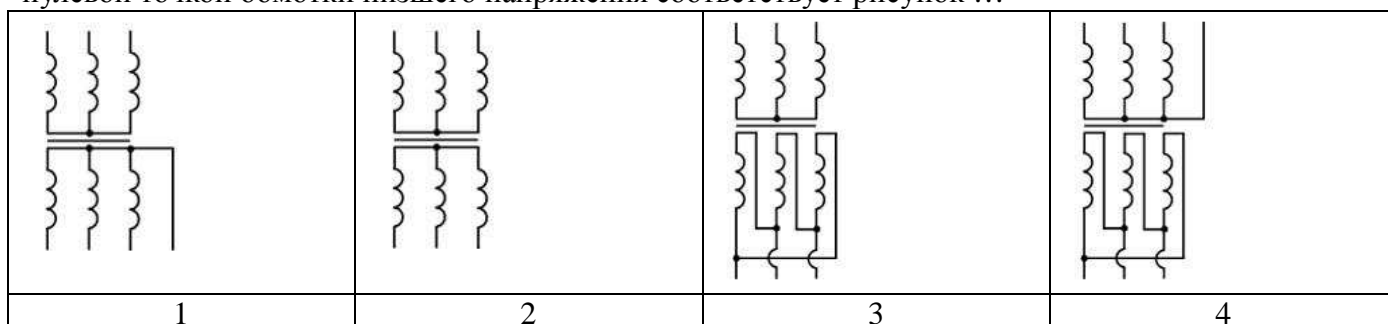 нулевой точкой обмотки низшего напряжения соответствует рисунок …
1 2 3 4